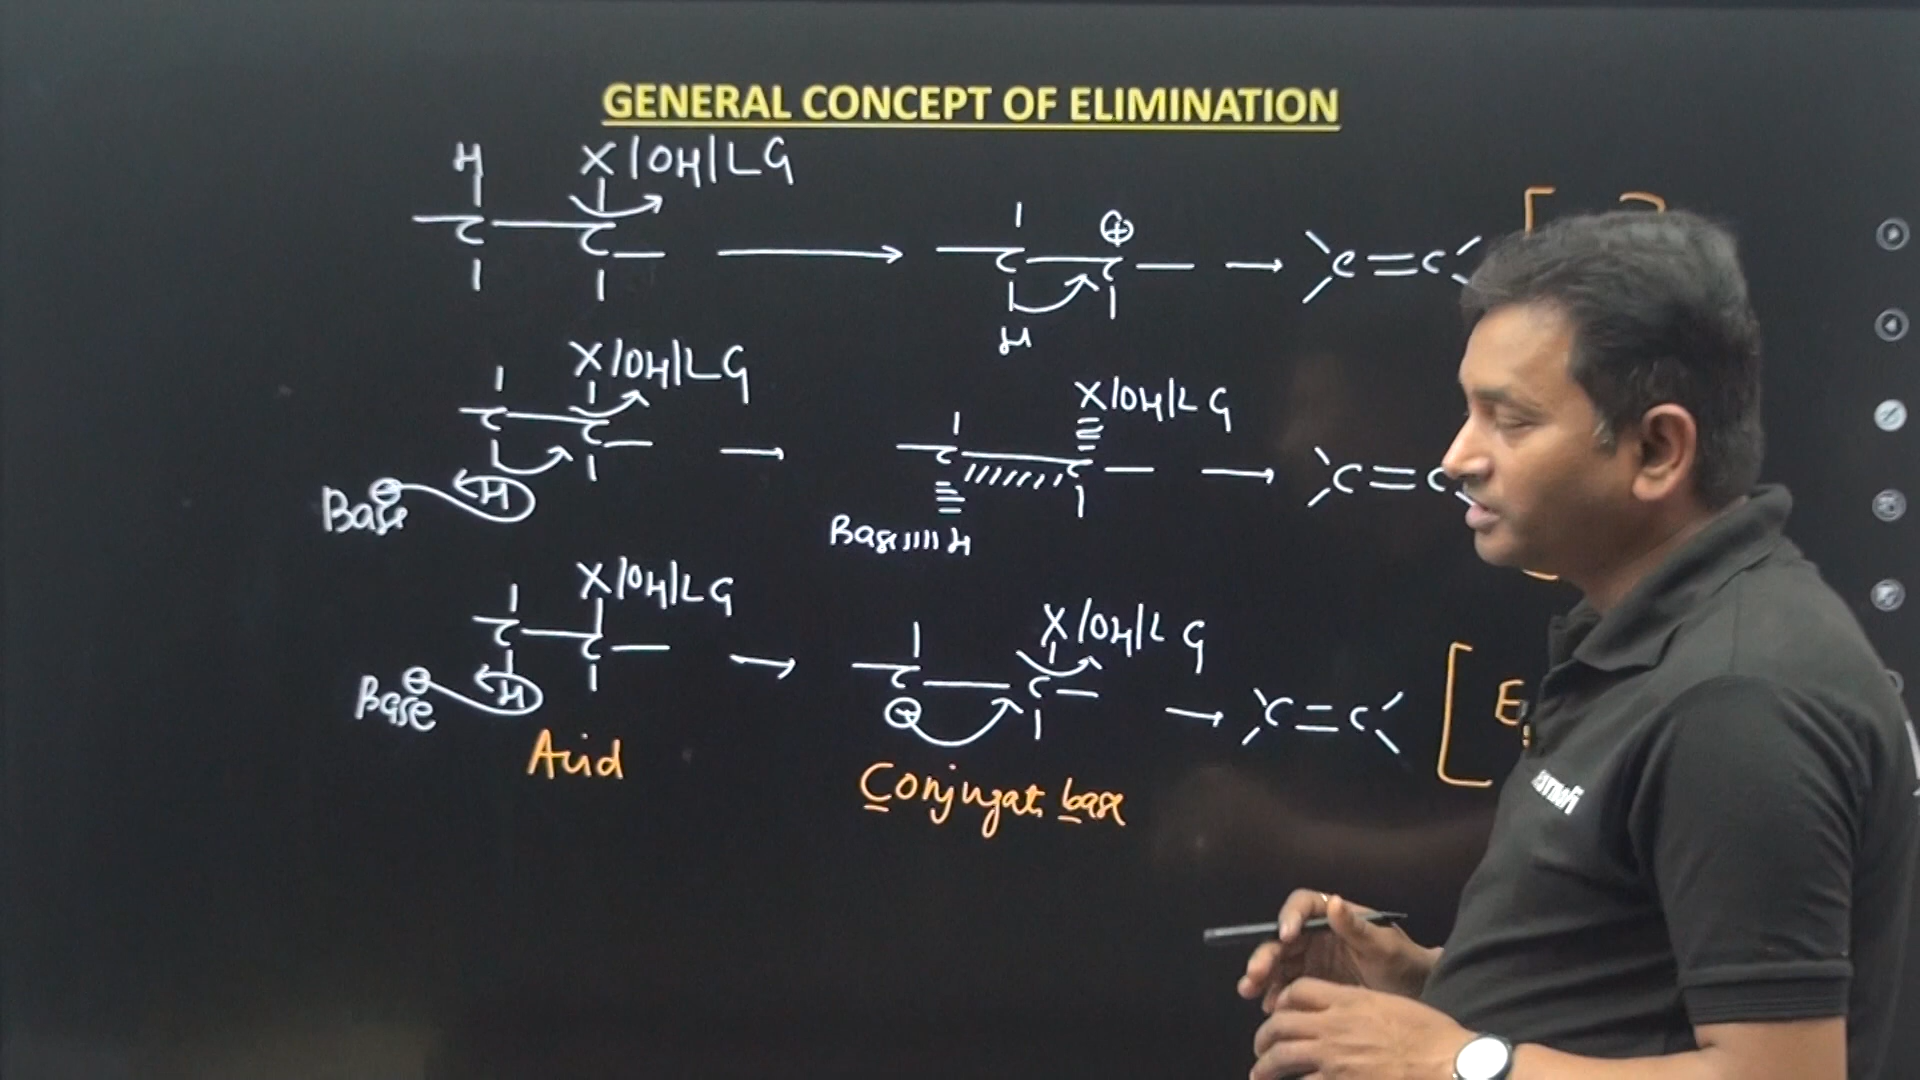 GENERAL CONCEPT OF ELIMINATION
H X/OH/LG
C C C ⊕C C=C
H
X/OH/LG
C C X/OH/LG
Base⊖ H C C C=C
Base H
X/OH/LG
C C X/OH/LG
Base⊖ H C C C=C [E
Acid
Conjugate base